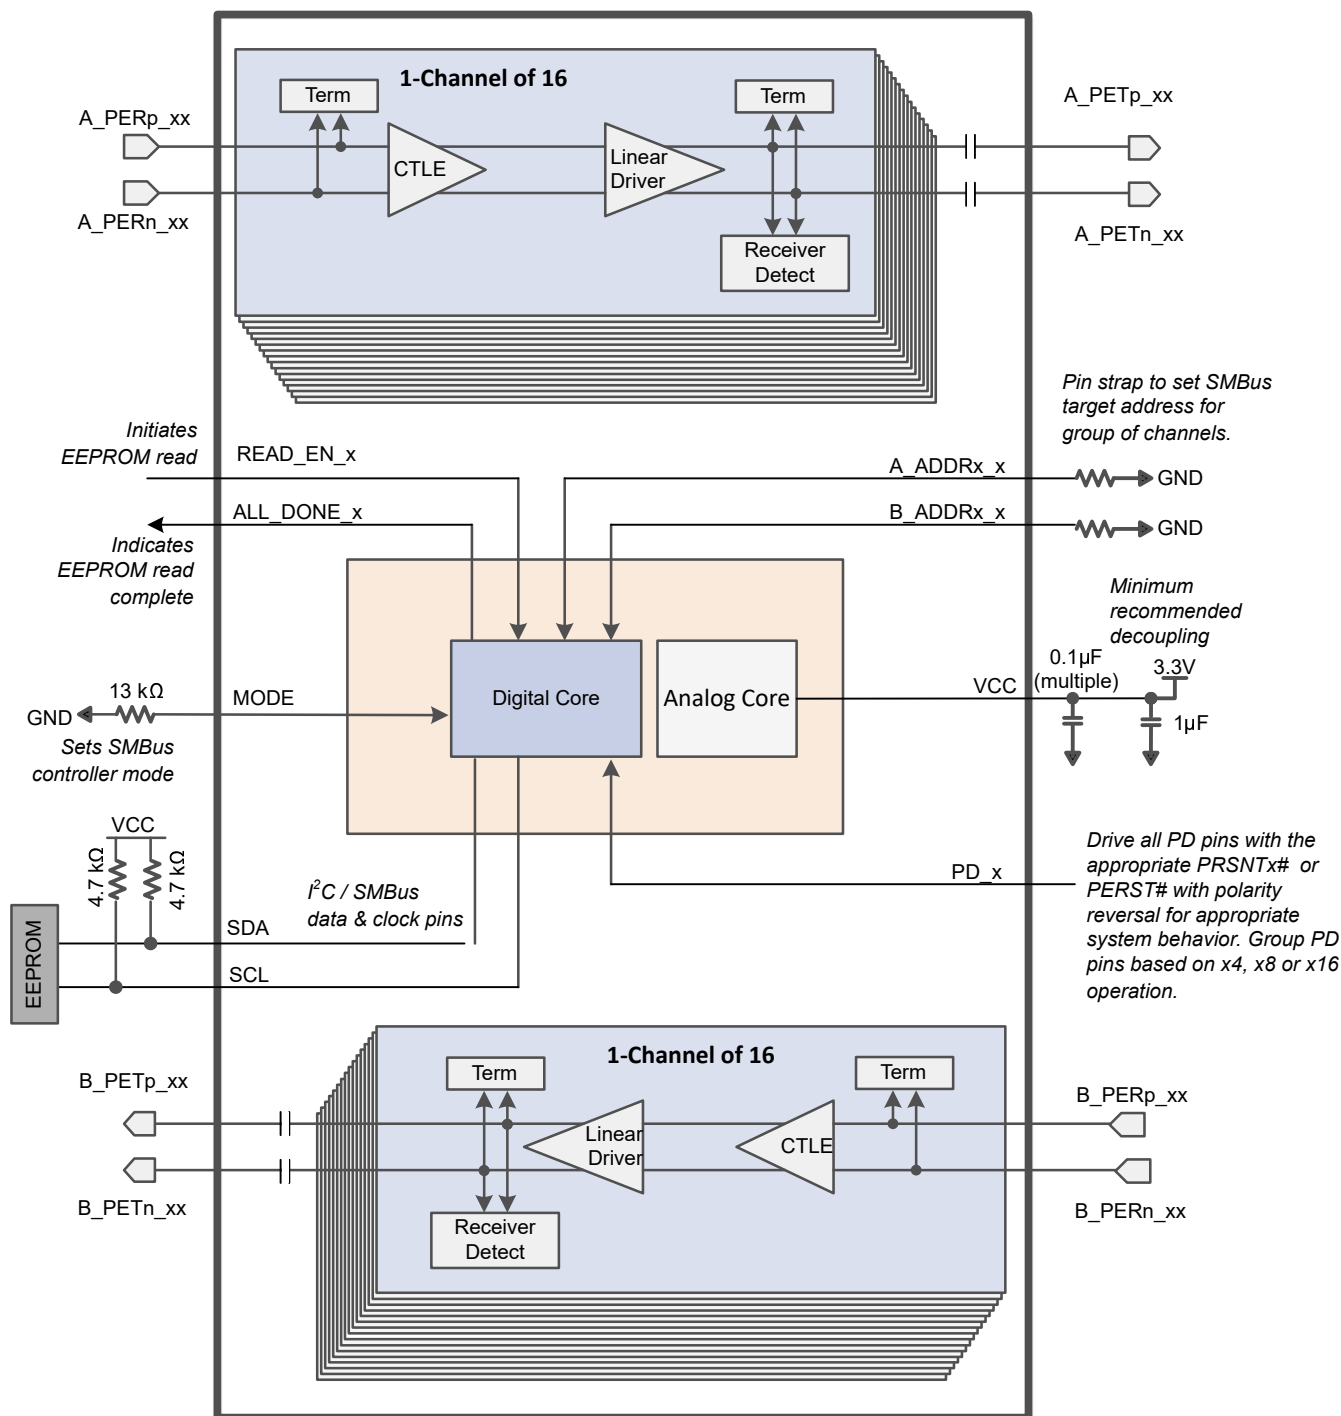 1-Channel of 16
Term
Term
A_PERp_xx
A_PETp_xx
CTLE
Linear
Driver
A_PERn_xx
A_PETn_xx
Receiver
Detect
Pin strap to set SMBus
target address for
group of channels.
Initiates
EEPROM read
READ_EN_x
A_ADDRx_x
GND
ALL_DONE_x
B_ADDRx_x
GND
Indicates
EEPROM read
complete
Minimum
recommended
decoupling
0.1µF
(multiple)
3.3V
13 kΩ
MODE
Digital Core
Analog Core
VCC
GND
1µF
Sets SMBus
controller mode
VCC
4.7 kΩ
4.7 kΩ
Drive all PD pins with the
appropriate PRSNTx# or
PERST# with polarity
reversal for appropriate
system behavior. Group PD
pins based on x4, x8 or x16
operation.
PD_x
I²C / SMBus
data & clock pins
EEPROM
SDA
SCL
1-Channel of 16
Term
Term
B_PETp_xx
B_PERp_xx
Linear
Driver
CTLE
B_PETn_xx
B_PERn_xx
Receiver
Detect